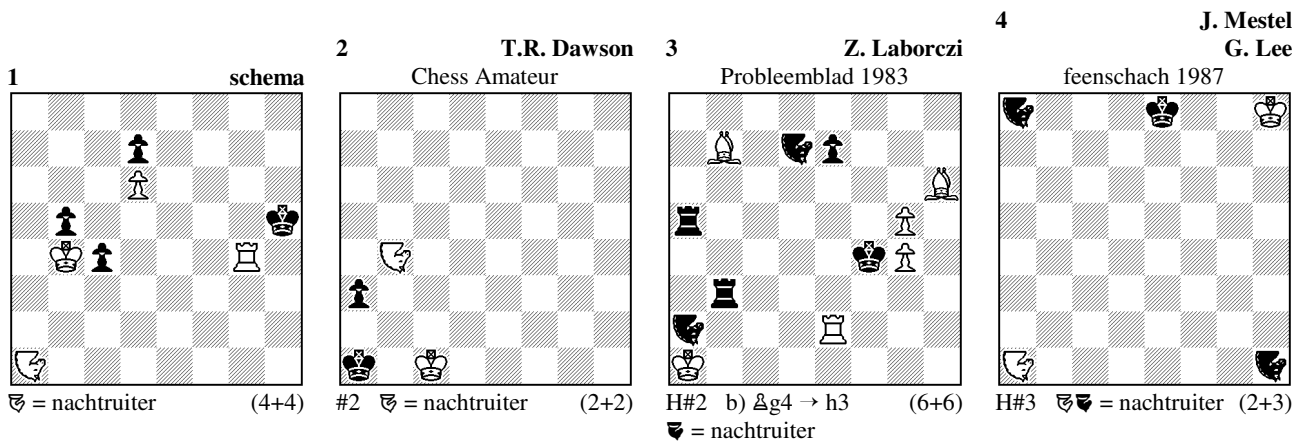 1 schema
nachtruiter (4+4)
2 T.R. Dawson
Chess Amateur
#2 = nachtruiter (2+2)
3 Z. Laborczi
Probleemblad 1983
H#2 b) g4 → h3 (6+6)
= nachtruiter
4 J. Mestel
G. Lee
feenschach 1987
H#3 = nachtruiter (2+3)